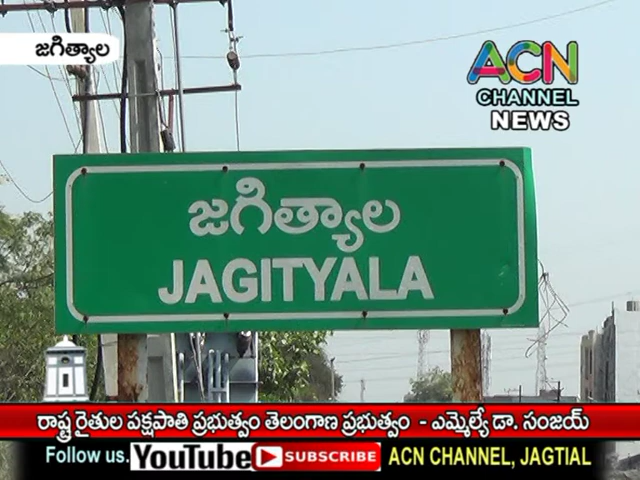 జగిత్యాల
ACN
CHANNEL
NEWS
జగిత్యాల
JAGITYALA
రాష్ట్ర రైతుల పక్షపాతి ప్రభుత్వం తెలంగాణ ప్రభుత్వం - ఎమ్మెల్యే డా. సంజయ్
Follow us. YouTube SUBSCRIBE ACN CHANNEL, JAGTIAL